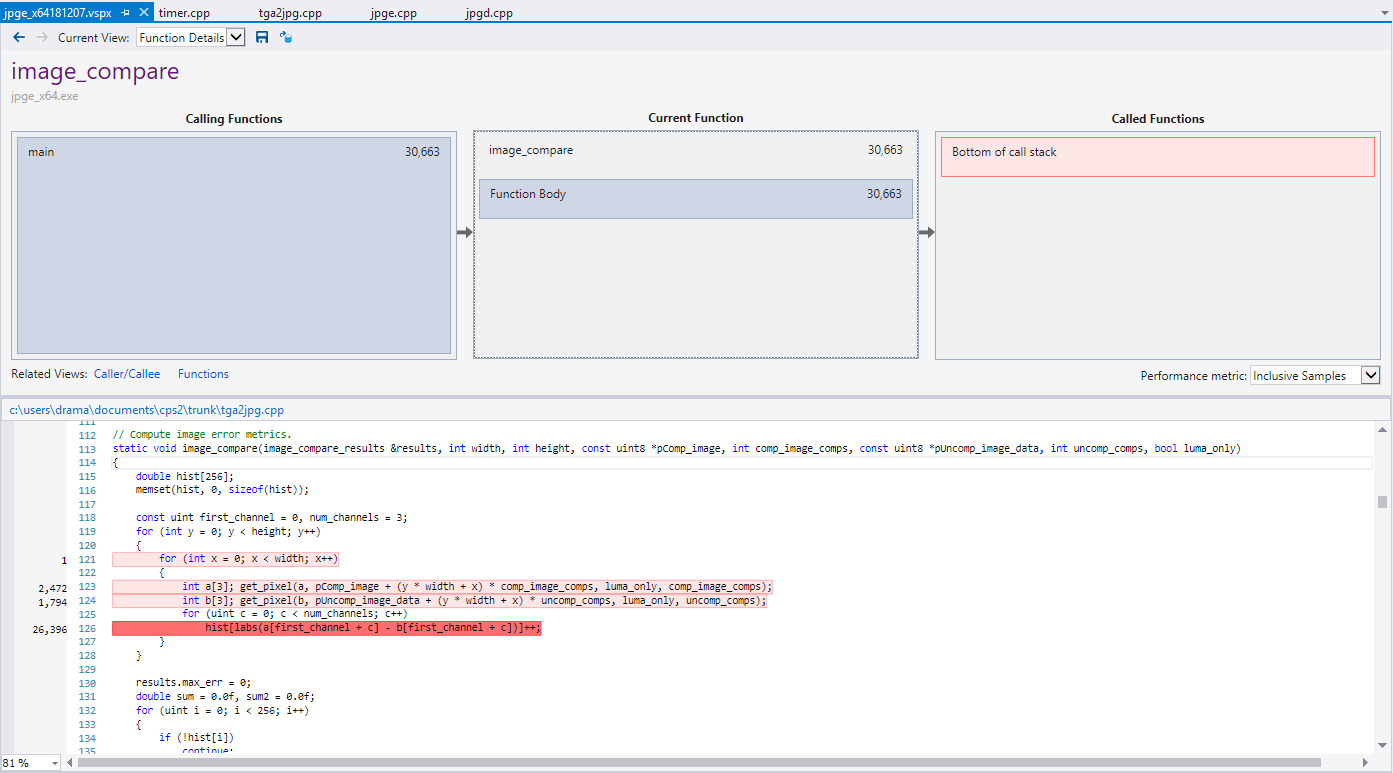 jpge_x64181207.vspx timer.cpp tga2jpg.cpp jpge.cpp jpgd.cpp
Current View: Function Details
image_compare
jpge_x64.exe
Calling Functions Current Function Called Functions
main 30,663 image_compare 30,663 Bottom of call stack
Function Body 30,663
Related Views: Caller/Callee Functions
Performance metric: Inclusive Samples
c:\users\drama\documents\cps2\trunk\tga2jpg.cpp
111
112 // Compute image error metrics.
113 static void image_compare(image_compare_results &results, int width, int height, const uint8 *pComp_image, int comp_image_comps, const uint8 *pUncomp_image_data, int uncomp_comps, bool luma_only)
114 {
115 double hist[256];
116 memset(hist, 0, sizeof(hist));
117
118 const uint first_channel = 0, num_channels = 3;
119 for (int y = 0; y < height; y++)
120 {
1 121 for (int x = 0; x < width; x++)
122 {
2,472 123 int a[3]; get_pixel(a, pComp_image + (y * width + x) * comp_image_comps, luma_only, comp_image_comps);
1,794 124 int b[3]; get_pixel(b, pUncomp_image_data + (y * width + x) * uncomp_comps, luma_only, uncomp_comps);
125 for (uint c = 0; c < num_channels; c++)
26,396 126 hist[labs(a[first_channel + c] - b[first_channel + c])]++;
127 }
128 }
129
130 results.max_err = 0;
131 double sum = 0.0f, sum2 = 0.0f;
132 for (uint i = 0; i < 256; i++)
133 {
134 if (!hist[i])
135 continue;
81 %